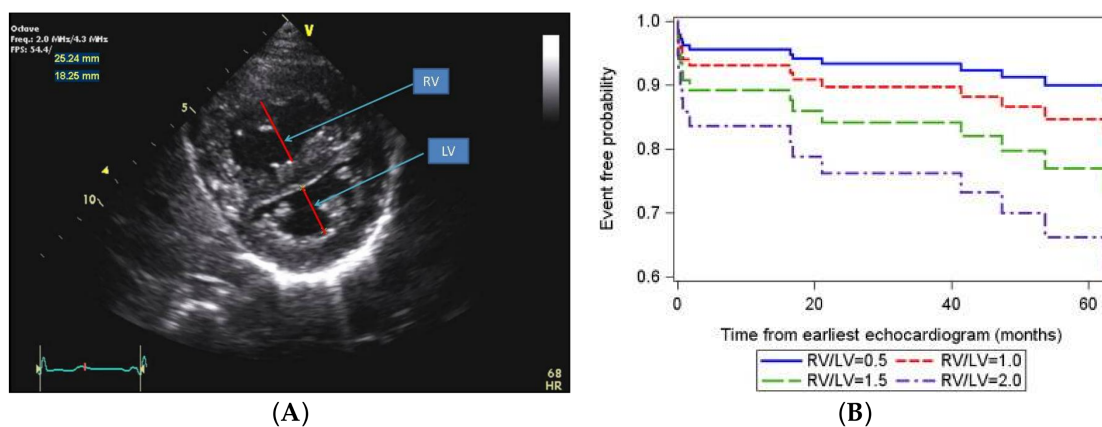 Octave
Freq.: 2.0 MHz/4.3 MHz
FPS: 54.4/
25.24 mm
18.25 mm
V
RV
LV
5
10
68
HR
(A)
1.0
0.9
0.8
0.7
0.6
Event free probability
0 20 40 60
Time from earliest echocardiogram (months)
RV/LV=0.5 RV/LV=1.0
RV/LV=1.5 RV/LV=2.0
(B)